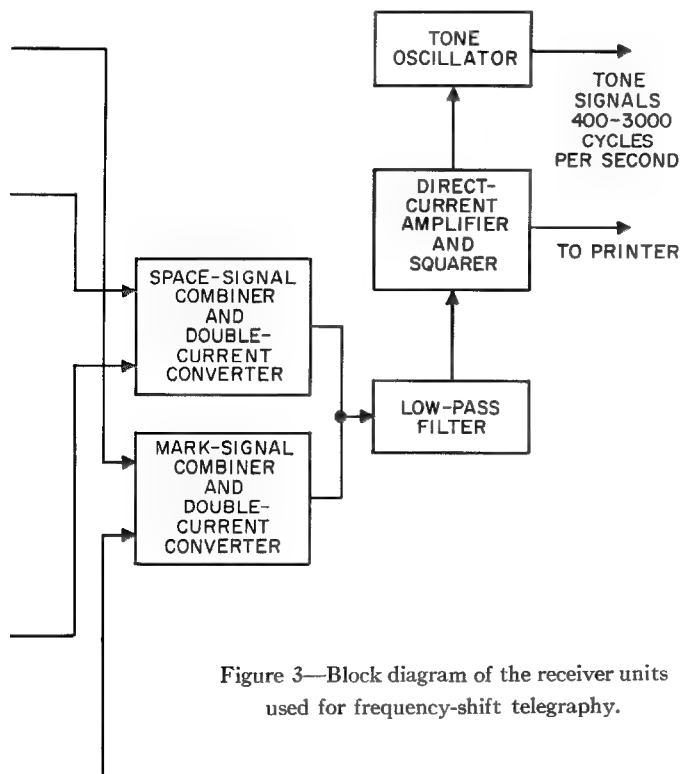 TONE
OSCILLATOR
TONE
SIGNALS
400-3000
CYCLES
PER SECOND
DIRECT-
CURRENT
AMPLIFIER
AND
SQUARER
TO PRINTER
SPACE-SIGNAL
COMBINER
AND
DOUBLE-
CURRENT
CONVERTER
LOW-PASS
FILTER
MARK-SIGNAL
COMBINER
AND
DOUBLE-
CURRENT
CONVERTER
Figure 3—Block diagram of the receiver units
used for frequency-shift telegraphy.